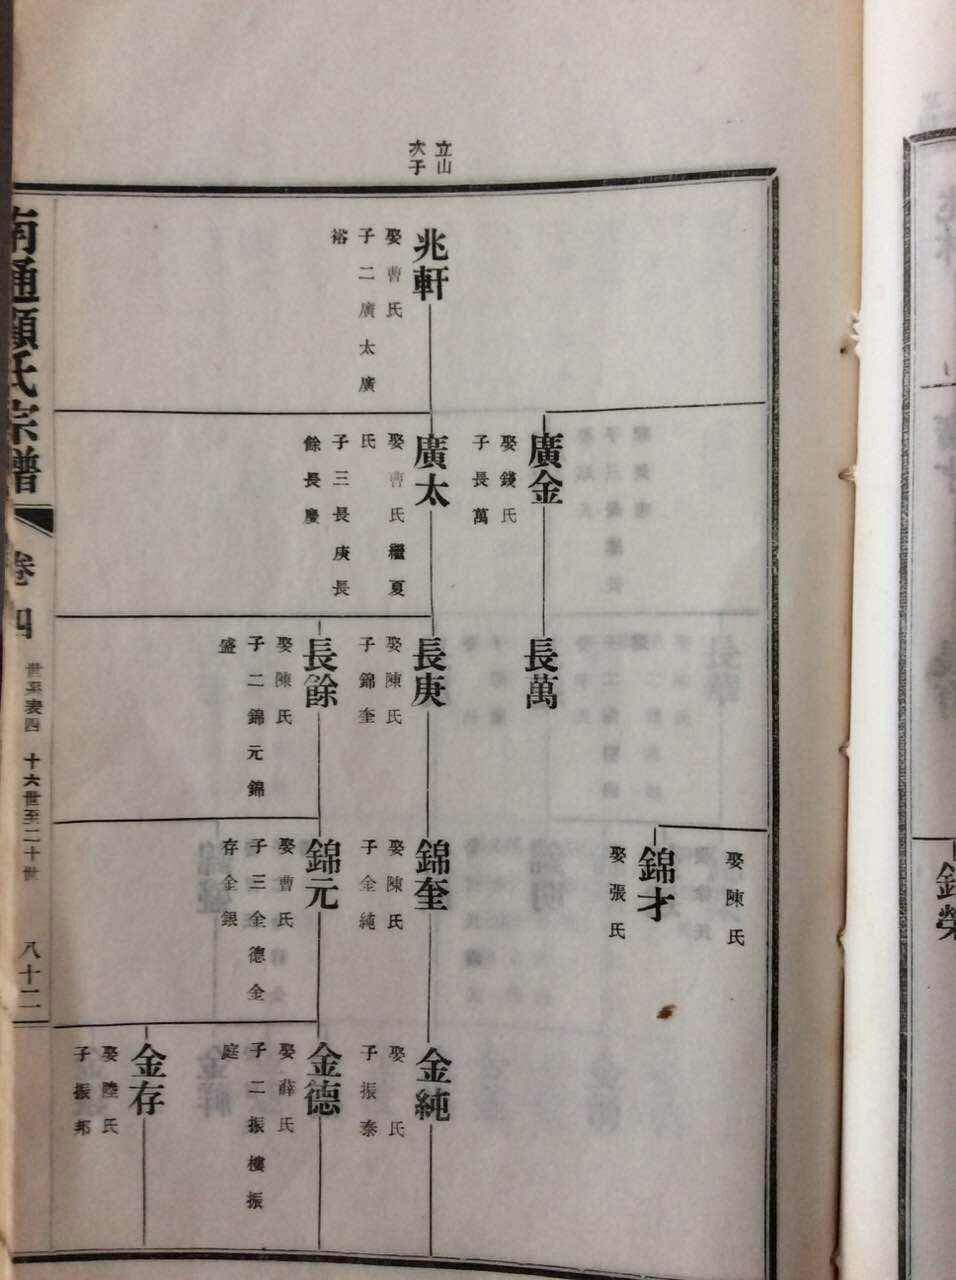 立山
次子
兆軒
娶曹氏
子二廣太廣
裕
廣金
娶錢氏
子長萬
廣太
娶曹氏繼夏
氏
子三長庚長
餘長慶
長萬
長庚
娶陳氏
子錦奎
長餘
娶陳氏
子二錦元錦
盛
娶陳氏
錦才
娶張氏
錦奎
娶陳氏
子金純
錦元
娶曹氏
子三金德金
存金銀
金純
娶 氏
子振泰
金德
娶薛氏
子二振樓振
庭
金存
娶陸氏
子振邦
南通顧氏宗譜
卷四
世系表四 十六世至二十世
八十二
錦榮